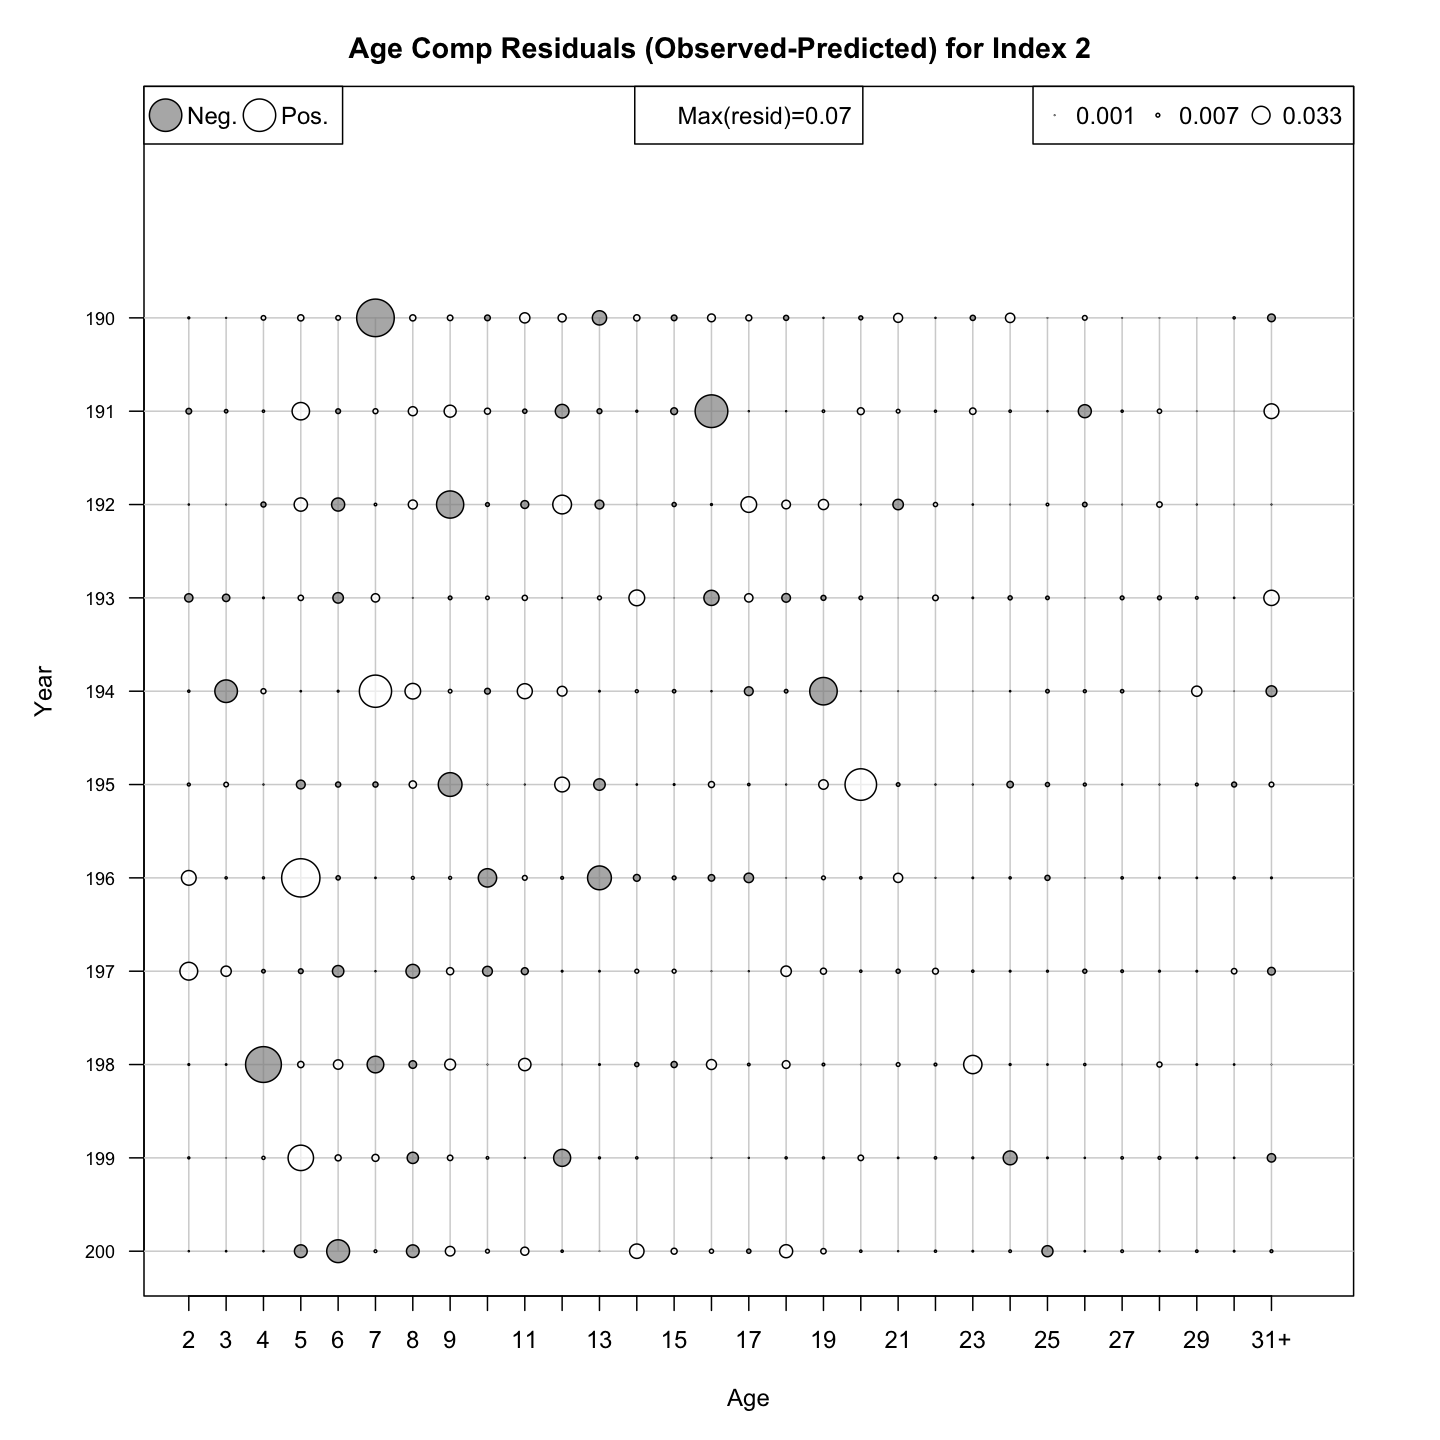 Age Comp Residuals (Observed-Predicted) for Index 2
Neg. Pos. Max(resid)=0.07 0.001 0.007 0.033
190
191
192
193
194
195
196
197
198
199
200
Year
2 3 4 5 6 7 8 9 11 13 15 17 19 21 23 25 27 29 31+
Age